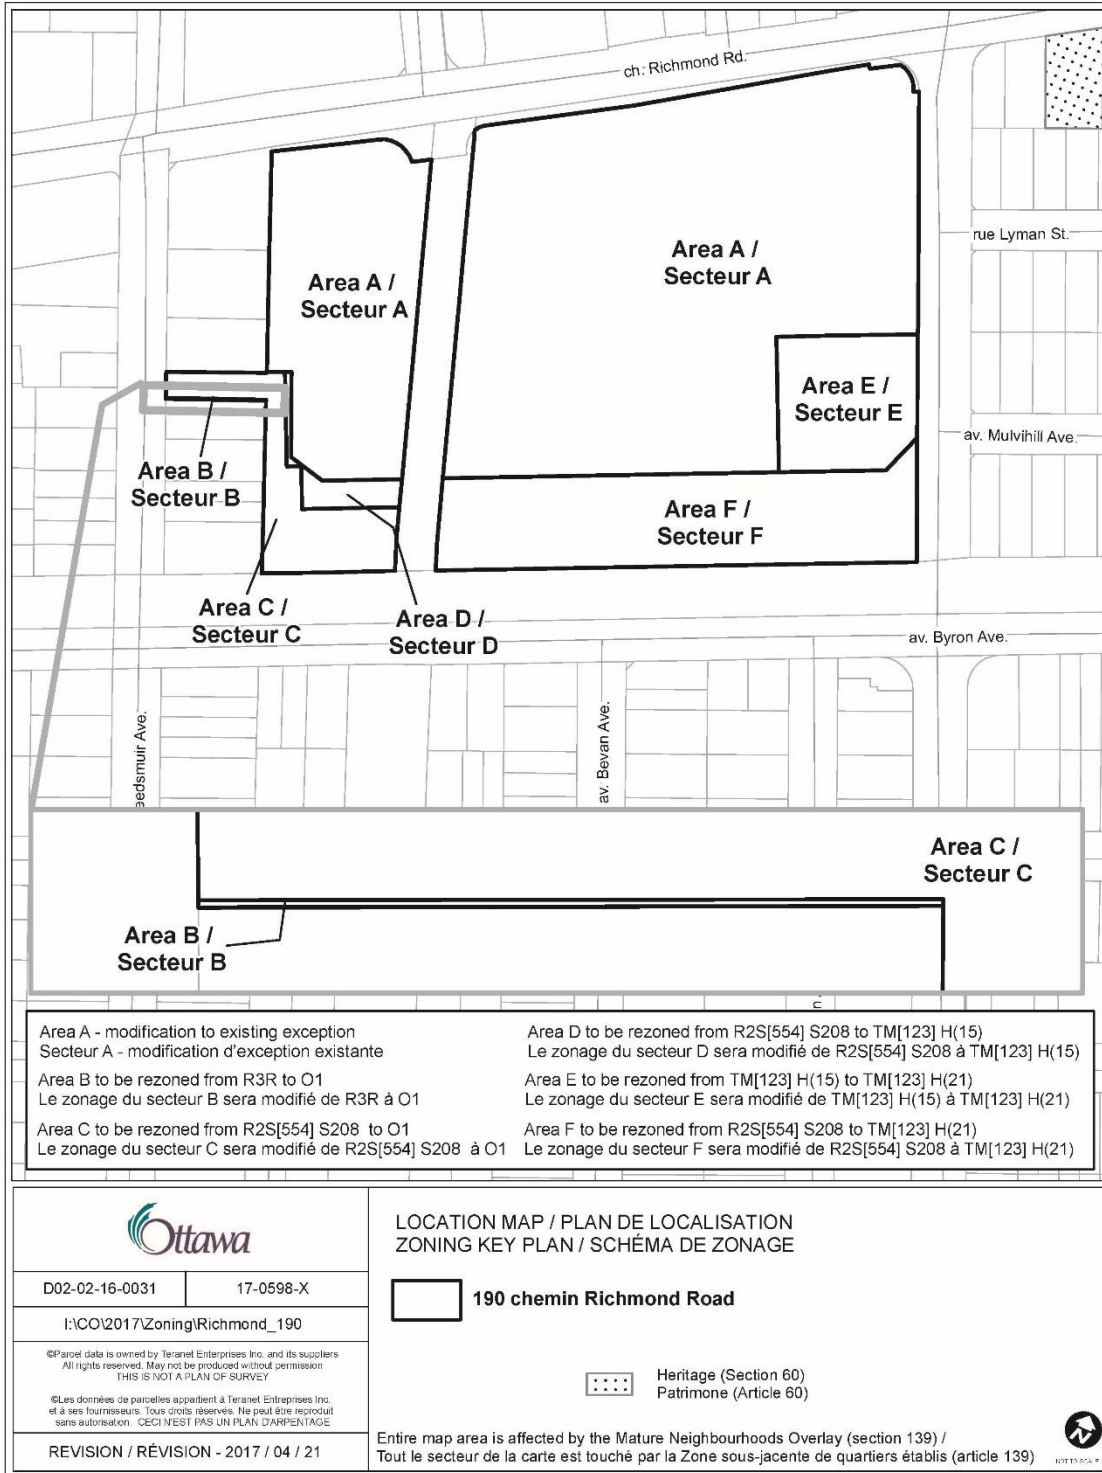 ch. Richmond Rd.
rue Lyman St.
Area A /
Secteur A
Area A /
Secteur A
Area E /
Secteur E
av. Mulvihill Ave.
Area B /
Secteur B
Area F /
Secteur F
Area C /
Secteur C
Area D /
Secteur D
av. Byron Ave.
eedsmuir Ave.
av. Bevan Ave.
Area C /
Secteur C
Area B /
Secteur B
Area A - modification to existing exception
Secteur A - modification d'exception existante
Area B to be rezoned from R3R to O1
Le zonage du secteur B sera modifié de R3R à O1
Area C to be rezoned from R2S[554] S208 to O1
Le zonage du secteur C sera modifié de R2S[554] S208 à O1
Area D to be rezoned from R2S[554] S208 to TM[123] H(15)
Le zonage du secteur D sera modifié de R2S[554] S208 à TM[123] H(15)
Area E to be rezoned from TM[123] H(15) to TM[123] H(21)
Le zonage du secteur E sera modifié de TM[123] H(15) à TM[123] H(21)
Area F to be rezoned from R2S[554] S208 to TM[123] H(21)
Le zonage du secteur F sera modifié de R2S[554] S208 à TM[123] H(21)
Ottawa
D02-02-16-0031
17-0598-X
I:\CO\2017\Zoning\Richmond_190
©Parcel data is owned by Teranet Enterprises Inc. and its suppliers
All rights reserved. May not be produced without permission
THIS IS NOT A PLAN OF SURVEY
©Les données de parcelles appartient à Teranet Entreprises Inc.
et à ses fournisseurs. Tous droits réservés. Ne peut être reproduit
sans autorisation. CECI N'EST PAS UN PLAN D'ARPENTAGE
REVISION / RÉVISION - 2017 / 04 / 21
LOCATION MAP / PLAN DE LOCALISATION
ZONING KEY PLAN / SCHÉMA DE ZONAGE
190 chemin Richmond Road
Heritage (Section 60)
Patrimone (Article 60)
Entire map area is affected by the Mature Neighbourhoods Overlay (section 139) /
Tout le secteur de la carte est touché par la Zone sous-jacente de quartiers établis (article 139)
N
NOT TO SCALE